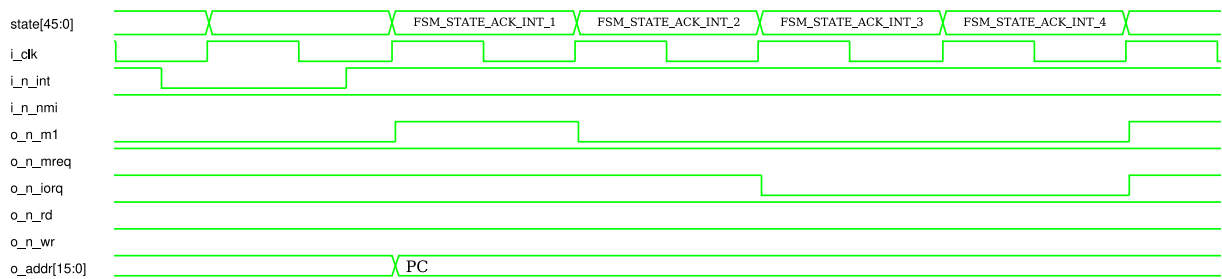 state[45:0] FSM_STATE_ACK_INT_1 FSM_STATE_ACK_INT_2 FSM_STATE_ACK_INT_3 FSM_STATE_ACK_INT_4
i_clk
i_n_int
i_n_nmi
o_n_m1
o_n_mreq
o_n_iorq
o_n_rd
o_n_wr
o_addr[15:0] PC